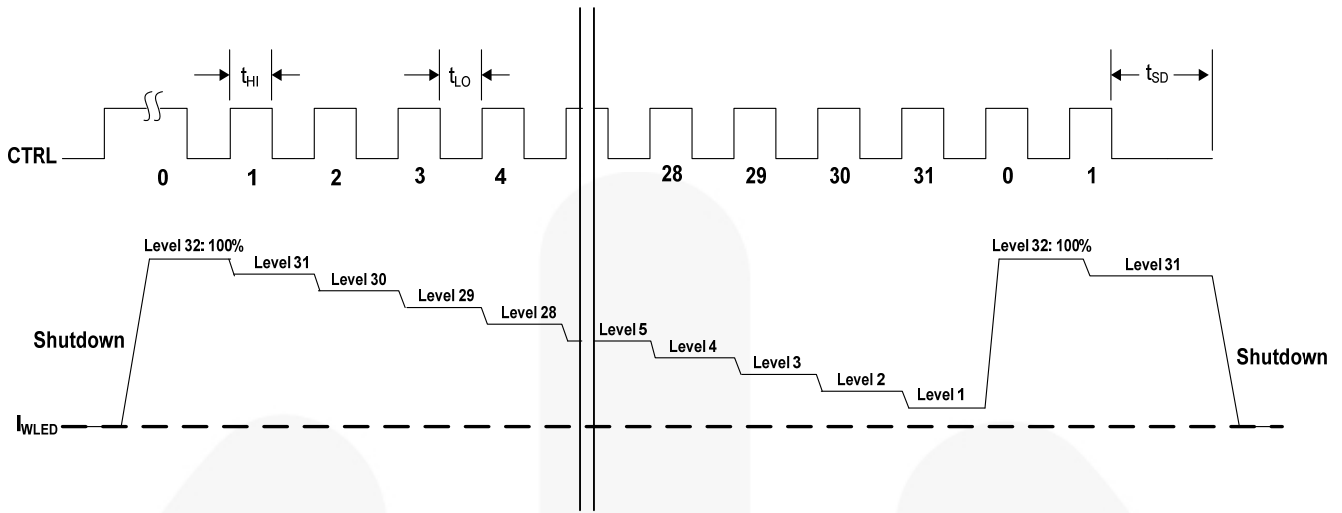 tHI
tLO
tSD
CTRL
0 1 2 3 4 28 29 30 31 0 1
Level 32: 100%
Level 31
Level 30
Level 29
Level 28
Level 5
Level 4
Level 3
Level 2
Level 1
Level 32: 100%
Level 31
Shutdown
Shutdown
IWLED